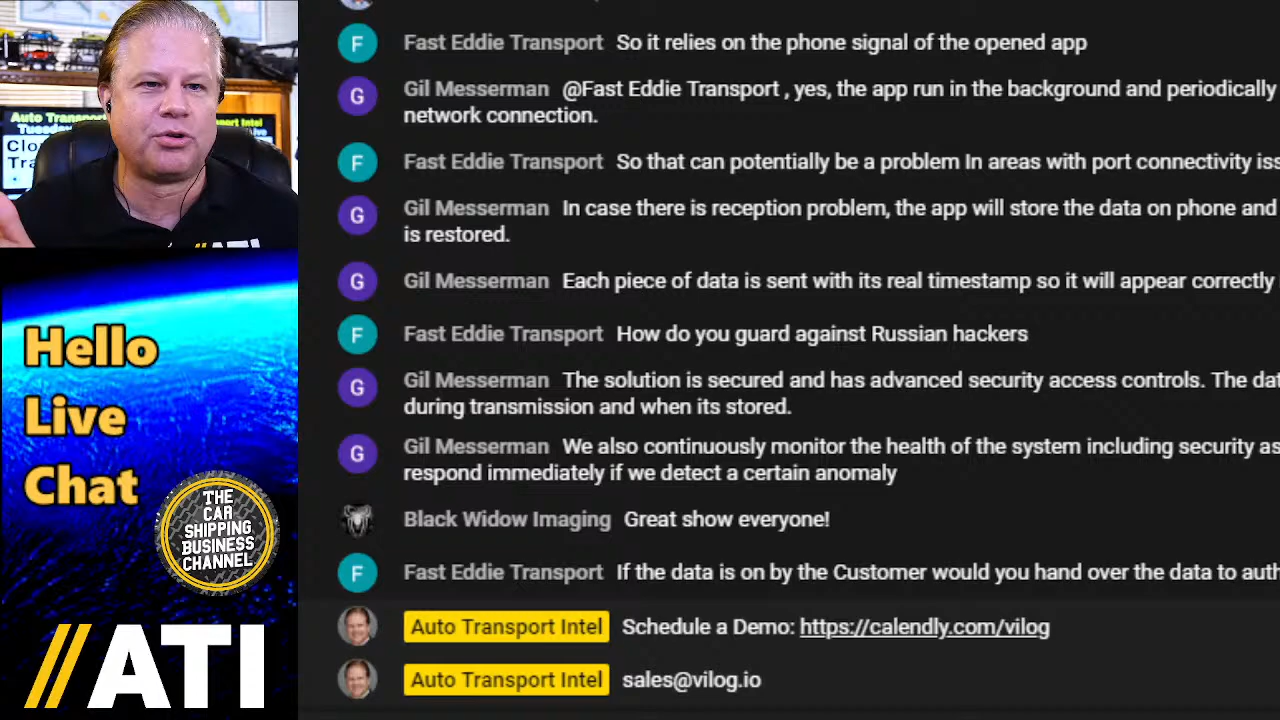 Fast Eddie Transport So it relies on the phone signal of the opened app
Gil Messerman @Fast Eddie Transport , yes, the app run in the background and periodically
network connection.
Fast Eddie Transport So that can potentially be a problem In areas with port connectivity
Gil Messerman In case there is reception problem, the app will store the data on phone and
is restored.
Gil Messerman Each piece of data is sent with its real timestamp so it will appear correctly
Fast Eddie Transport How do you guard against Russian hackers
Gil Messerman The solution is secured and has advanced security access controls. The
during transmission and when its stored.
Gil Messerman We also continuously monitor the health of the system including security
respond immediately if we detect a certain anomaly
Black Widow Imaging Great show everyone!
Fast Eddie Transport If the data is on by the Customer would you hand over the data to
Auto Transport Intel Schedule a Demo: https://calendly.com/vilog
Auto Transport Intel sales@vilog.io
F
G
F
G
G
F
G
G
F
Auto Transport
Tuesday
port Intel
Live
//ATI
Hello
Live
Chat
THE
CAR
SHIPPING
BUSINESS
CHANNEL
//ATI